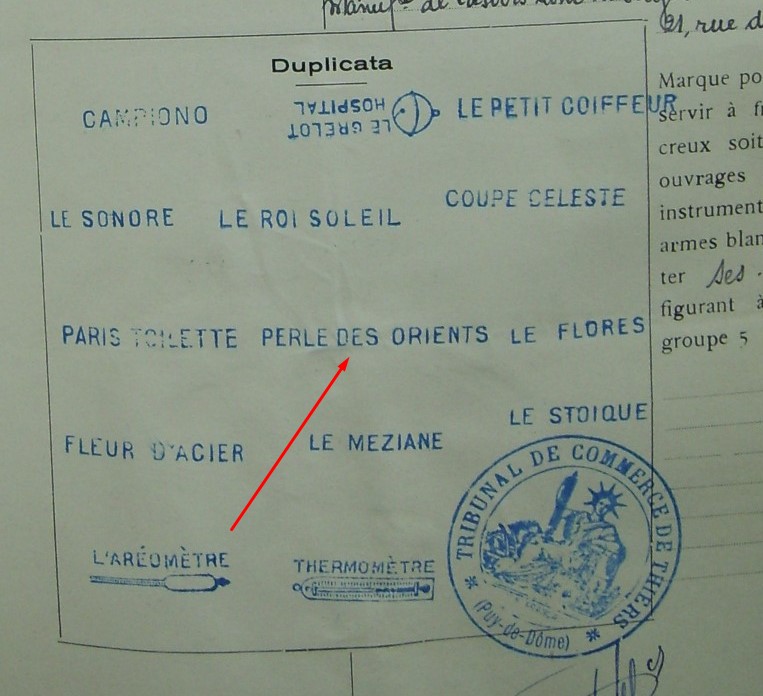 de rasoirs
21, rue d
Duplicata
CAMPIONO
LE GRELOT
HOSPITAL
LE PETIT COIFFEUR
LE SONORE
LE ROI SOLEIL
COUPE CELESTE
PARIS TOILETTE
PERLE DES ORIENTS
LE FLORES
FLEUR D'ACIER
LE MEZIANE
LE STOIQUE
L'ARÉOMÈTRE
THERMOMÈTRE
TRIBUNAL DE COMMERCE DE THIERS
(Puy-de-Dôme)
Marque po
servir à f
creux soit
ouvrages
instrument
armes blan
ter ses
figurant à
groupe 5